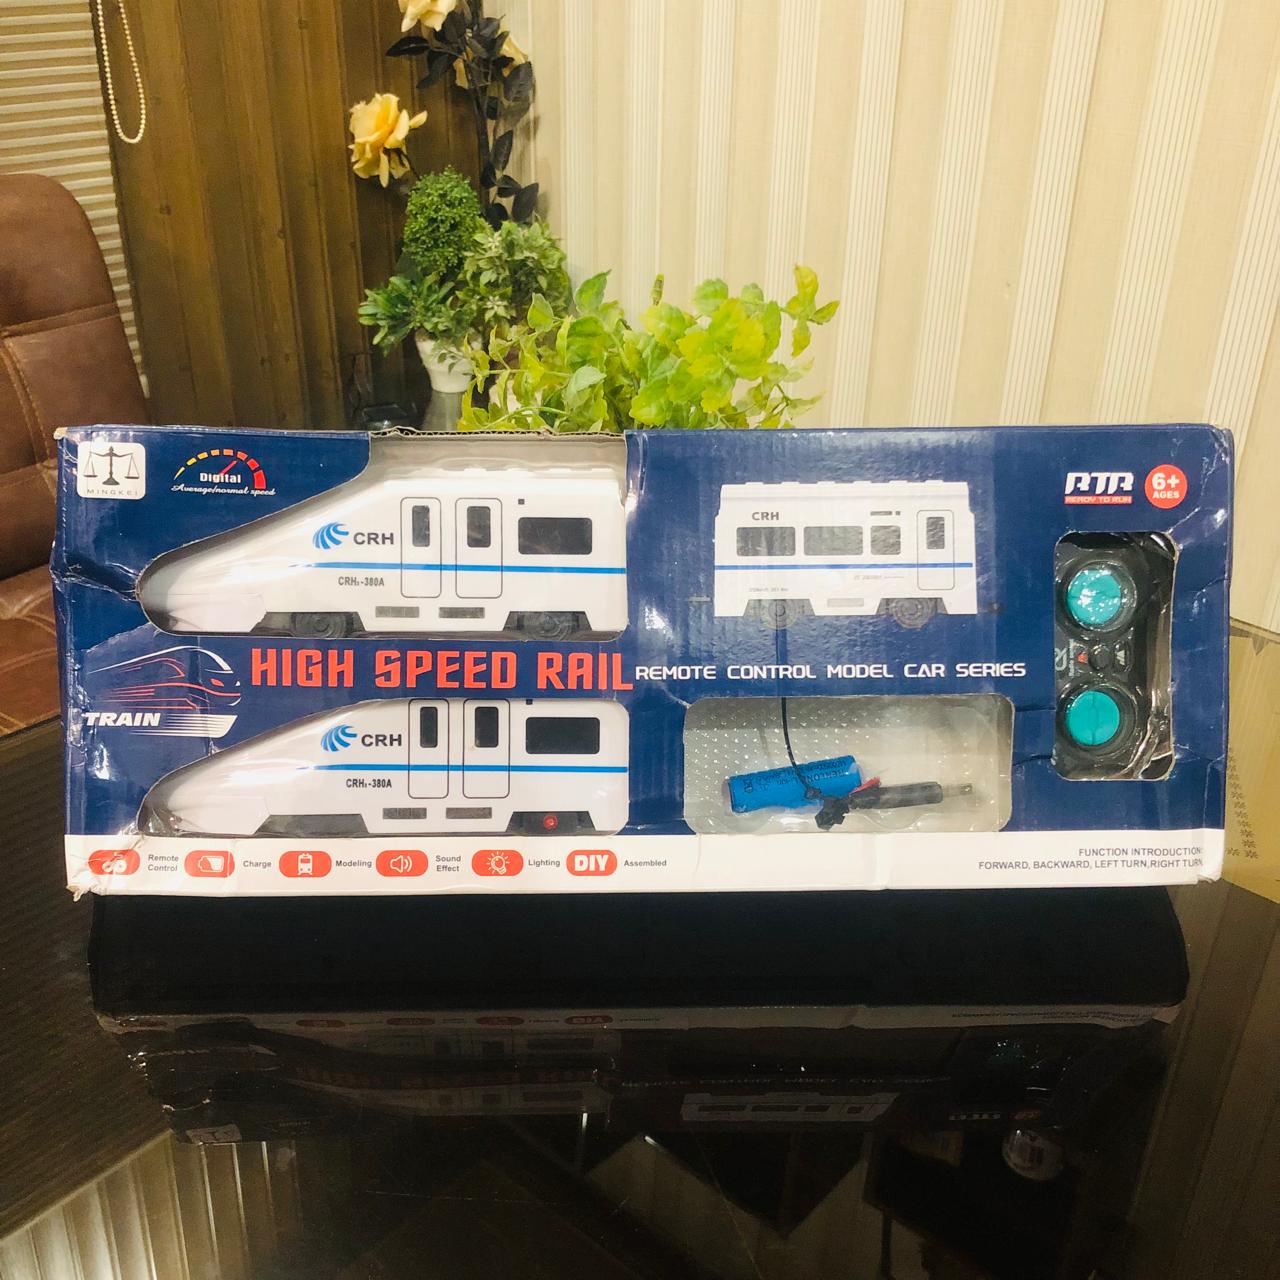 MINGKEI
Digital
Average/normal speed
RTR
READY TO RUN
6+
AGES
CRH
CRH₂-380A
CRH
HIGH SPEED RAIL
REMOTE CONTROL MODEL CAR SERIES
TRAIN
CRH
CRH₂-380A
Remote
Control
Charge
Modeling
Sound
Effect
Lighting
DIY
Assembled
FUNCTION INTRODUCTION:
FORWARD, BACKWARD, LEFT TURN,RIGHT TURN